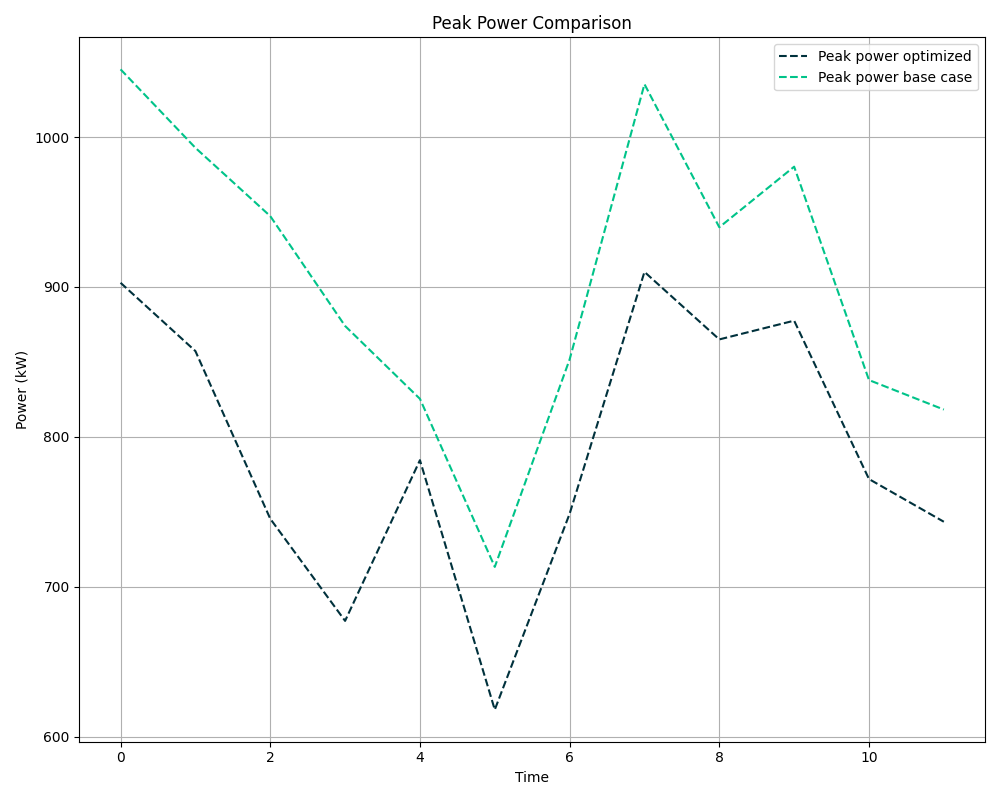 Peak Power Comparison
Peak power optimized
Peak power base case
1000
900
800
700
600
Power (kW)
0 2 4 6 8 10
Time